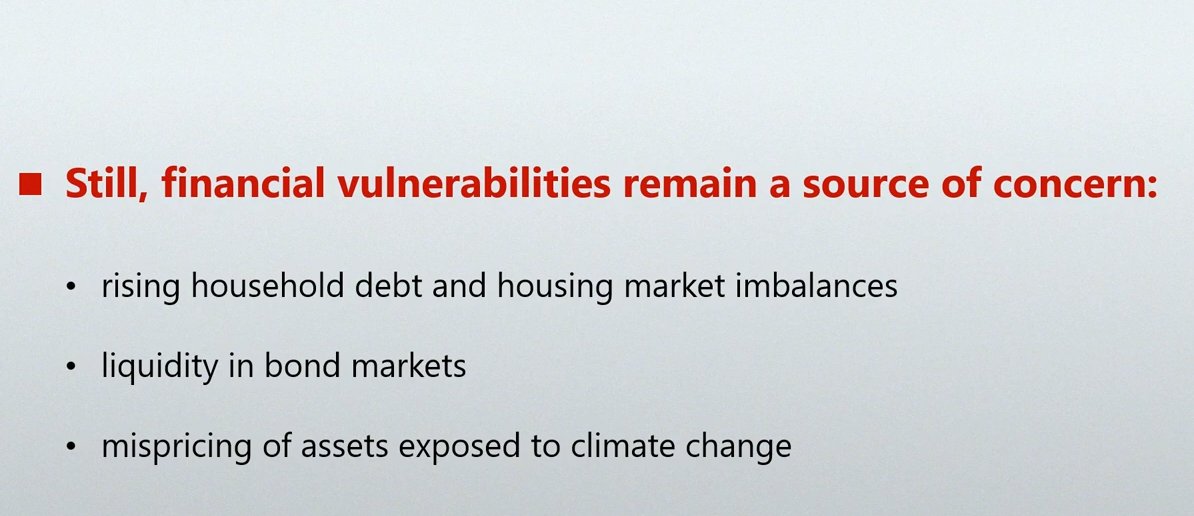 ■ Still, financial vulnerabilities remain a source of concern:
• rising household debt and housing market imbalances
• liquidity in bond markets
• mispricing of assets exposed to climate change